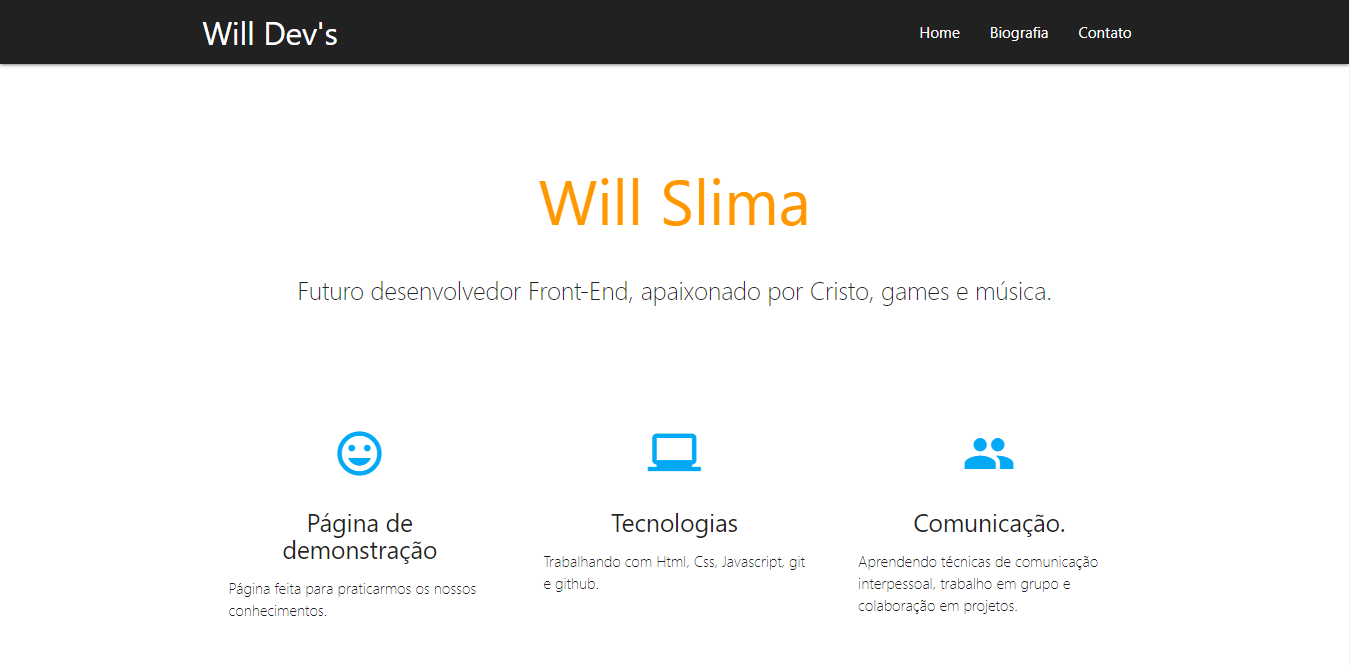 Will Dev's
Home
Biografia
Contato
Will Slima
Futuro desenvolvedor Front-End, apaixonado por Cristo, games e música.
Página de
demonstração
Página feita para praticarmos os nossos
conhecimentos.
Tecnologias
Trabalhando com Html, Css, Javascript, git
e github.
Comunicação.
Aprendendo técnicas de comunicação
interpessoal, trabalho em grupo e
colaboração em projetos.